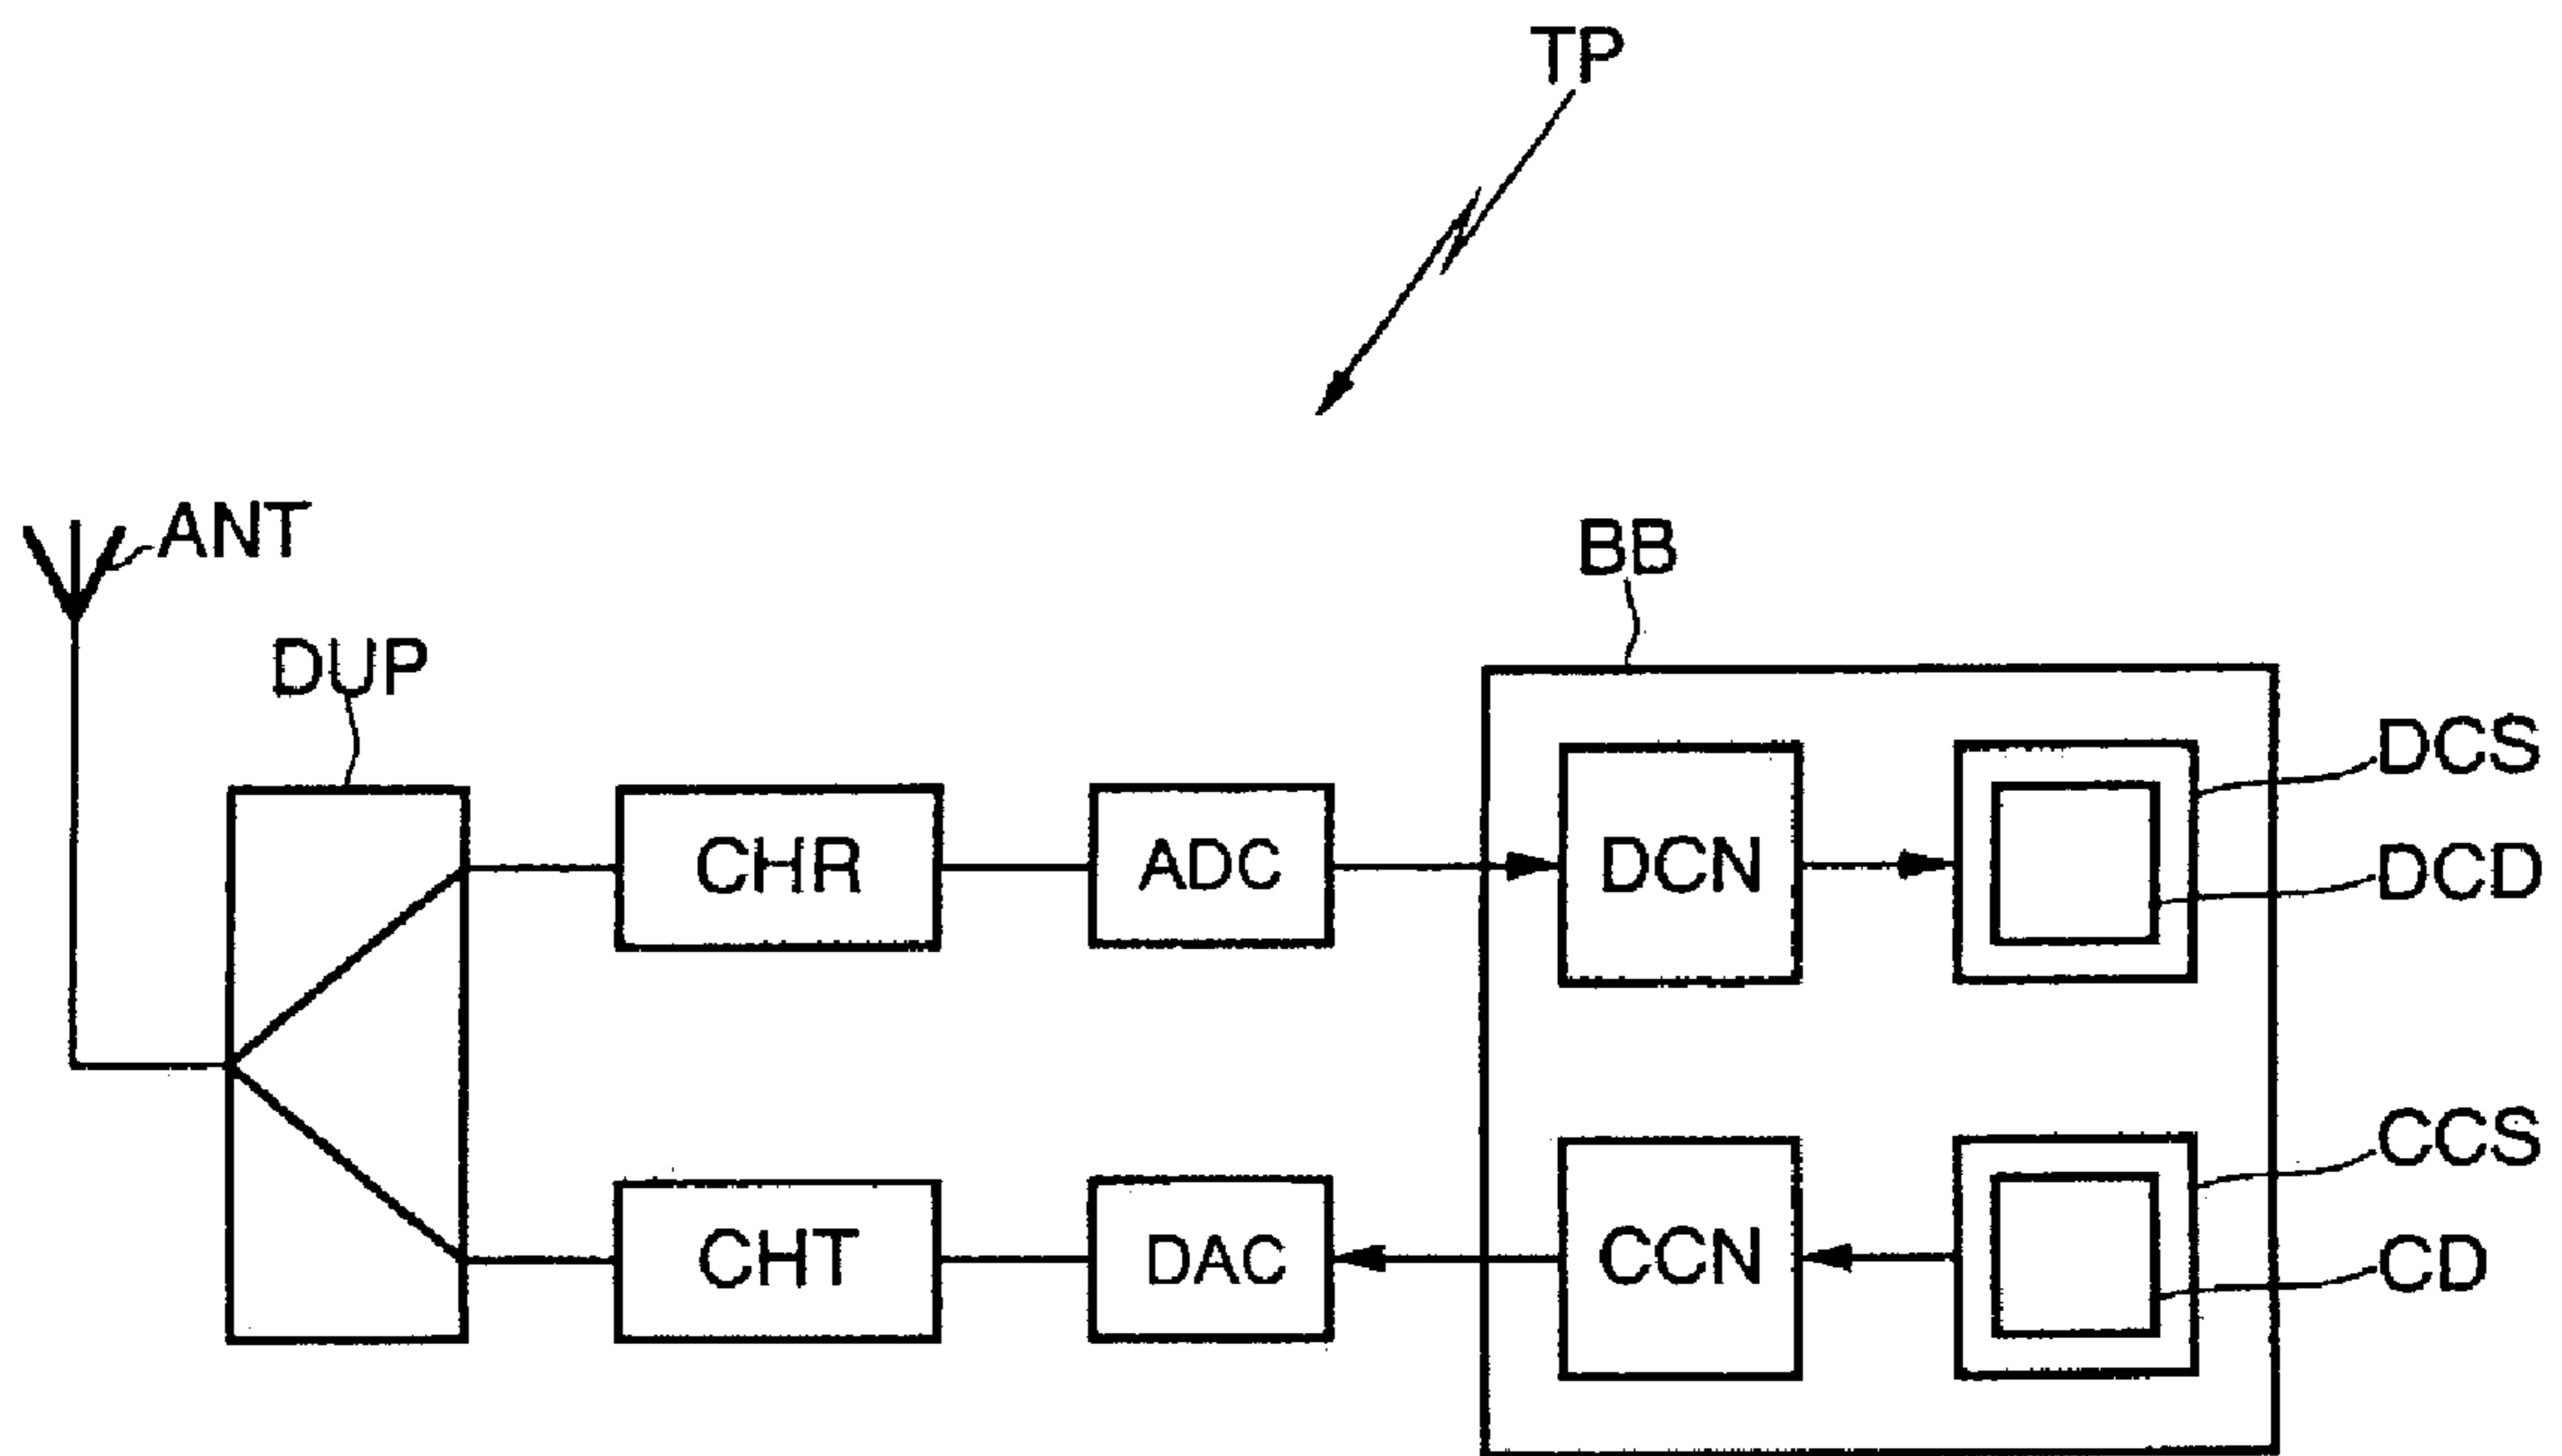 TP
ANT
BB
DUP
DCS
CHR
ADC
DCN
DCD
CCS
CHT
DAC
CCN
CD